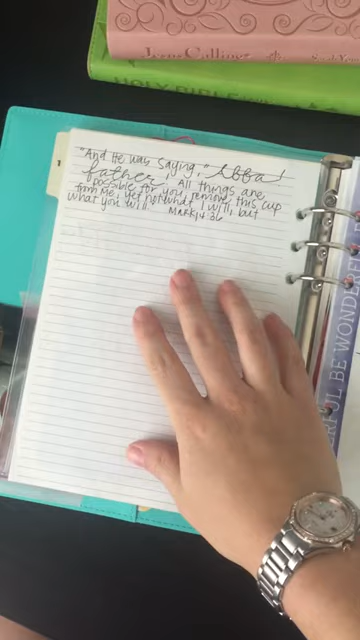 Jesus Calling
HOLY BIBLE
"And He was saying, "Abba!
father, All things are
possible for you, remove this cup
from Me, yet not what I will, but
what you will.
Mark 14:36
ERFUL BE WONDERFUL